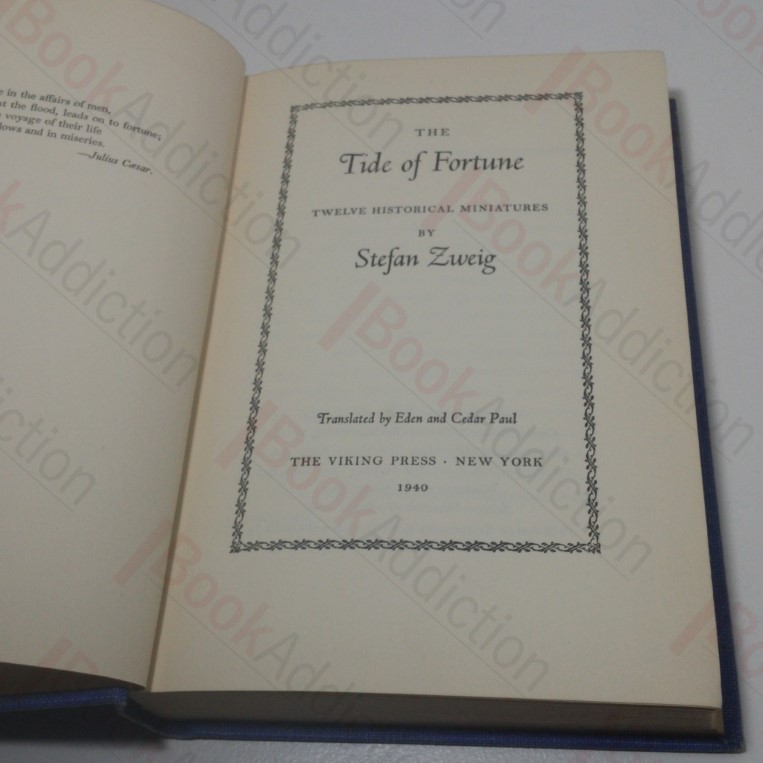 e in the affairs of men,
at the flood, leads on to fortune;
voyage of their life
lows and in miseries.
—Julius Cæsar.
THE
Tide of Fortune
TWELVE HISTORICAL MINIATURES
BY
Stefan Zweig
Translated by Eden and Cedar Paul
THE VIKING PRESS · NEW YORK
1940
BookAddiction